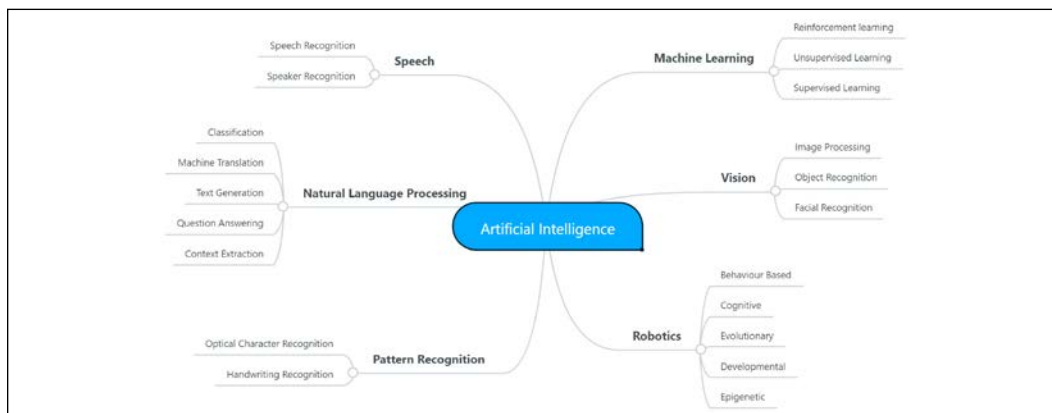 Speech Recognition
Speaker Recognition
Speech
Classification
Machine Translation
Text Generation
Question Answering
Context Extraction
Natural Language Processing
Optical Character Recognition
Handwriting Recognition
Pattern Recognition
Artificial Intelligence
Machine Learning
Reinforcement learning
Unsupervised Learning
Supervised Learning
Vision
Image Processing
Object Recognition
Facial Recognition
Robotics
Behaviour Based
Cognitive
Evolutionary
Developmental
Epigenetic